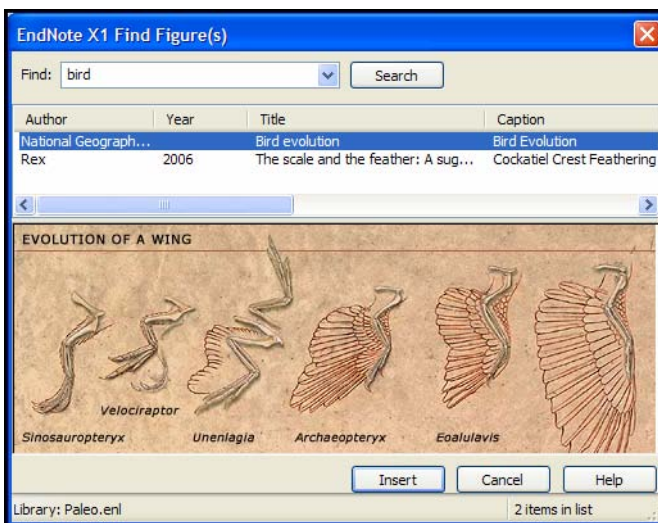 EndNote X1 Find Figure(s)
Find: bird Search
Author Year Title Caption
National Geograph... Bird evolution Bird Evolution
Rex 2006 The scale and the feather: A sug... Cockatiel Crest Feathering
EVOLUTION OF A WING
Velociraptor
Sinosauropteryx Unenlagia Archaeopteryx Eoalulavis
Insert Cancel Help
Library: Paleo.enl 2 items in list